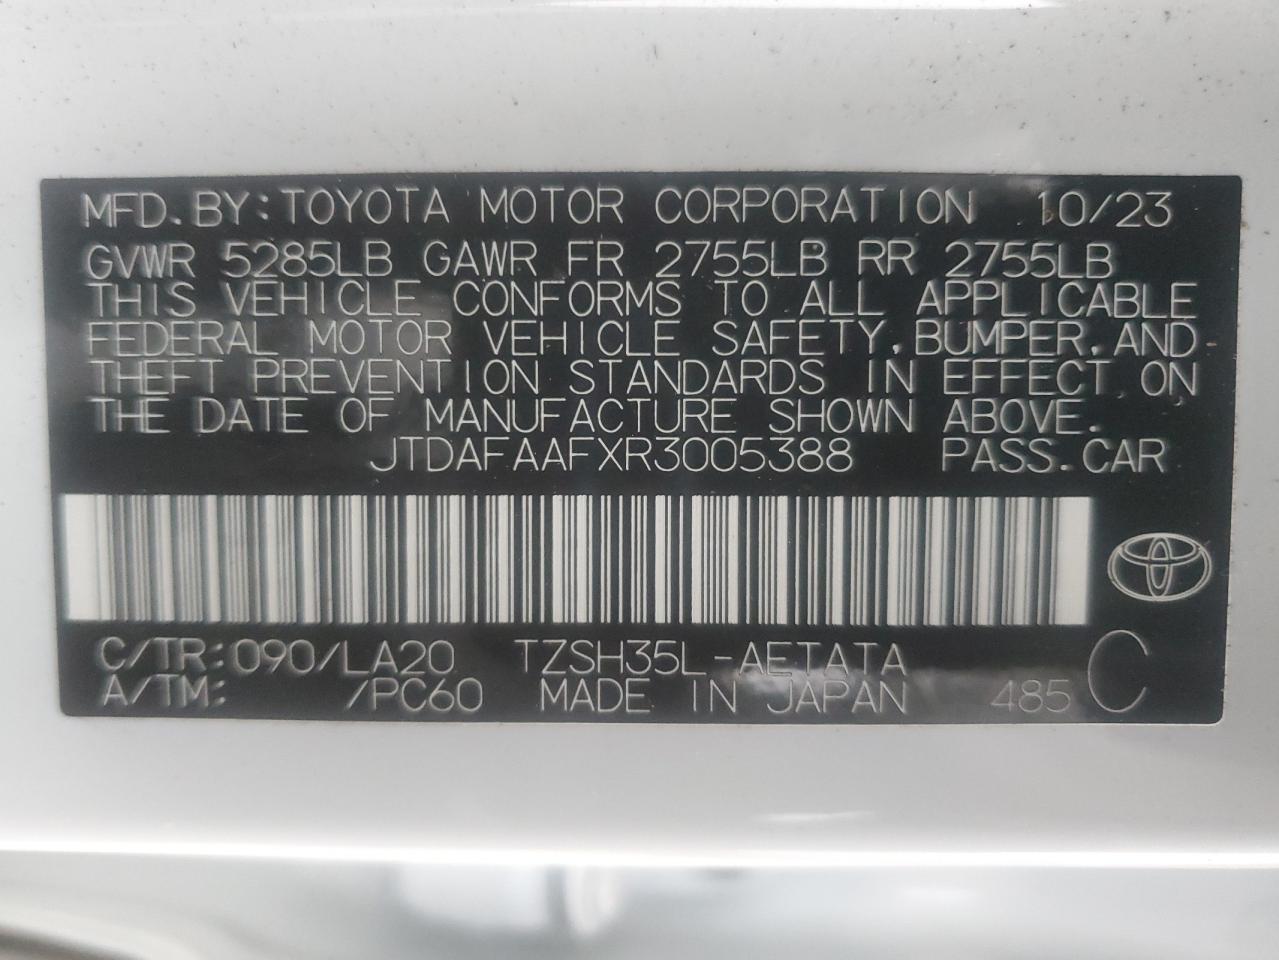 MFD.BY:TOYOTA MOTOR CORPORATION 10/23
GVWR 5285LB GAWR FR 2755LB RR 2755LB
THIS VEHICLE CONFORMS TO ALL APPLICABLE
FEDERAL MOTOR VEHICLE SAFETY,BUMPER,AND
THEFT PREVENTION STANDARDS IN EFFECT ON
THE DATE OF MANUFACTURE SHOWN ABOVE.
JTDAFAAFXR3005388 PASS.CAR
C/TR:090/LA20 TZSH35L-AETATA C
A/TM: /PC60 MADE IN JAPAN 485